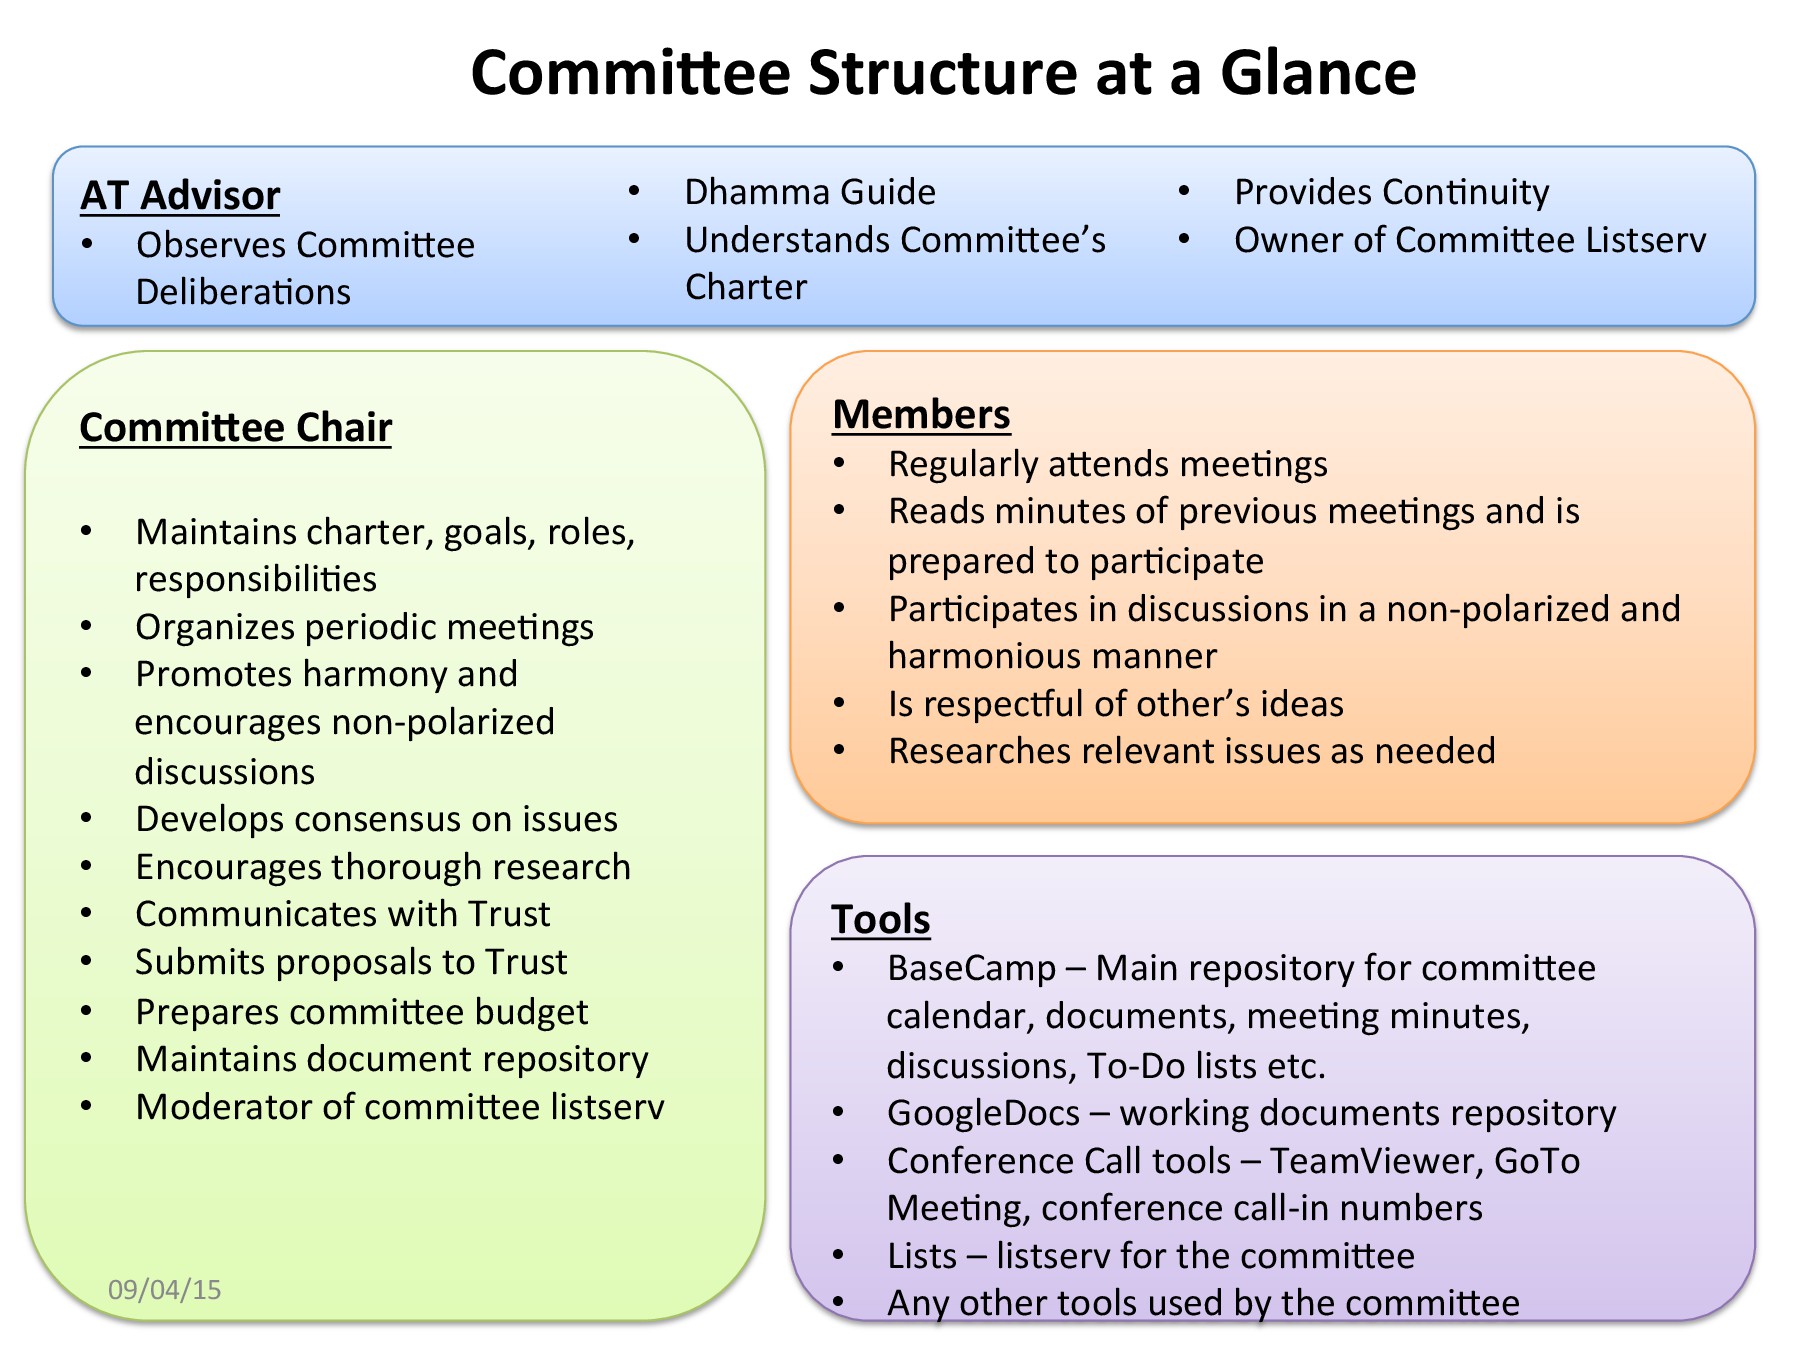 Committee Structure at a Glance
AT Advisor
• Observes Committee
Deliberations
• Dhamma Guide
• Understands Committee’s
Charter
• Provides Continuity
• Owner of Committee Listserv
Committee Chair
• Maintains charter, goals, roles,
responsibilities
• Organizes periodic meetings
• Promotes harmony and
encourages non-polarized
discussions
• Develops consensus on issues
• Encourages thorough research
• Communicates with Trust
• Submits proposals to Trust
• Prepares committee budget
• Maintains document repository
• Moderator of committee listserv
09/04/15
Members
• Regularly attends meetings
• Reads minutes of previous meetings and is
prepared to participate
• Participates in discussions in a non-polarized and
harmonious manner
• Is respectful of other’s ideas
• Researches relevant issues as needed
Tools
• BaseCamp – Main repository for committee
calendar, documents, meeting minutes,
discussions, To-Do lists etc.
• GoogleDocs – working documents repository
• Conference Call tools – TeamViewer, GoTo
Meeting, conference call-in numbers
• Lists – listserv for the committee
• Any other tools used by the committee